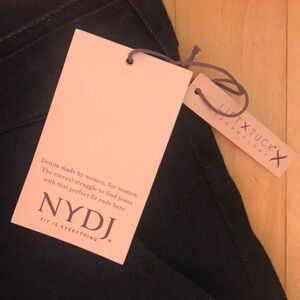 Denim made by women, for women.
The eternal struggle to find jeans
with that perfect fit ends here.
NYDJ®
FIT IS EVERYTHING
LIFT X TUCK
TECHNOLOGY
X